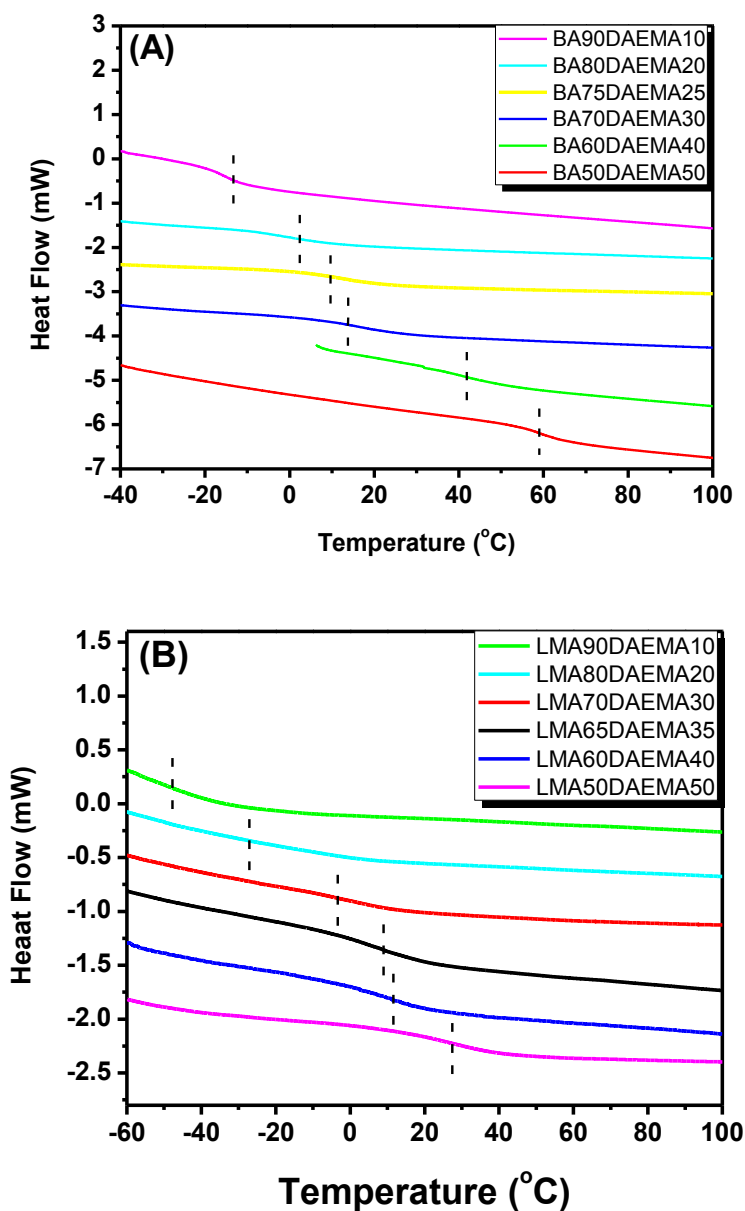 (A)
BA90DAEMA10
BA80DAEMA20
BA75DAEMA25
BA70DAEMA30
BA60DAEMA40
BA50DAEMA50
3
2
1
0
-1
-2
-3
-4
-5
-6
-7
Heat Flow (mW)
-40 -20 0 20 40 60 80 100
Temperature (°C)
(B)
LMA90DAEMA10
LMA80DAEMA20
LMA70DAEMA30
LMA65DAEMA35
LMA60DAEMA40
LMA50DAEMA50
1.5
1.0
0.5
0.0
-0.5
-1.0
-1.5
-2.0
-2.5
Heaat Flow (mW)
-60 -40 -20 0 20 40 60 80 100
Temperature (°C)